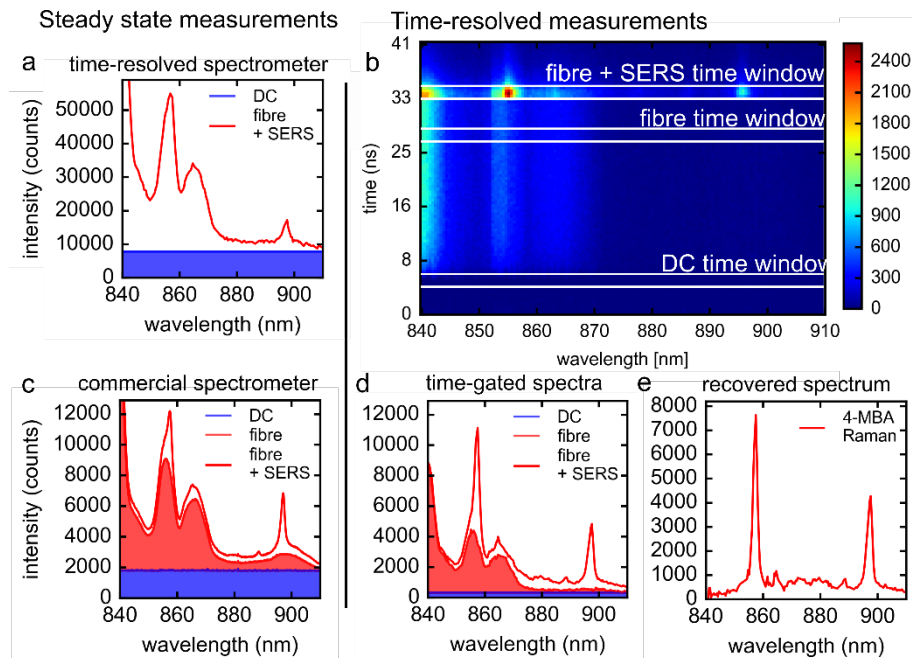 Steady state measurements
Time-resolved measurements
a
time-resolved spectrometer
50000
40000
30000
20000
10000
0
intensity (counts)
DC
fibre
+ SERS
840 860 880 900
wavelength (nm)
b
41
33
25
16
8
0
time (ns)
fibre + SERS time window
fibre time window
DC time window
840 850 860 870 880 890 900 910
wavelength [nm]
2400
2100
1800
1500
1200
900
600
300
0
c
commercial spectrometer
12000
10000
8000
6000
4000
2000
0
intensity (counts)
DC
fibre
fibre
+ SERS
840 860 880 900
wavelength (nm)
d
time-gated spectra
12000
10000
8000
6000
4000
2000
0
DC
fibre
fibre
+ SERS
840 860 880 900
wavelength (nm)
e
recovered spectrum
8000
7000
6000
5000
4000
3000
2000
1000
0
4-MBA
Raman
840 860 880 900
wavelength (nm)